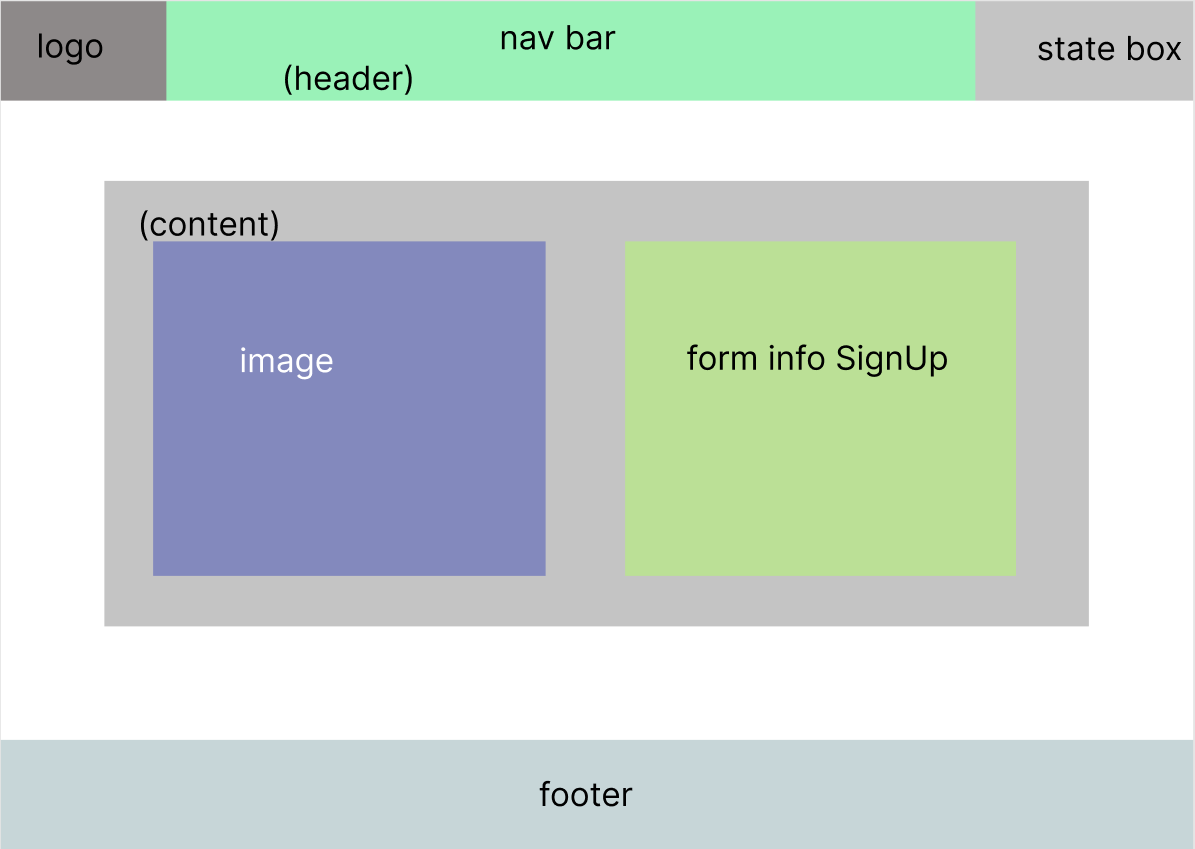 logo
nav bar
state box
(header)
(content)
image
form info SignUp
footer